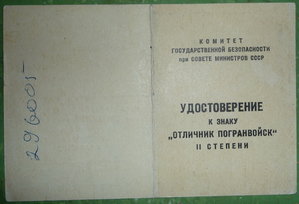 296005
КОМИТЕТ
ГОСУДАРСТВЕННОЙ БЕЗОПАСНОСТИ
при СОВЕТЕ МИНИСТРОВ СССР
УДОСТОВЕРЕНИЕ
К ЗНАКУ
„ОТЛИЧНИК ПОГРАНВОЙСК"
II СТЕПЕНИ